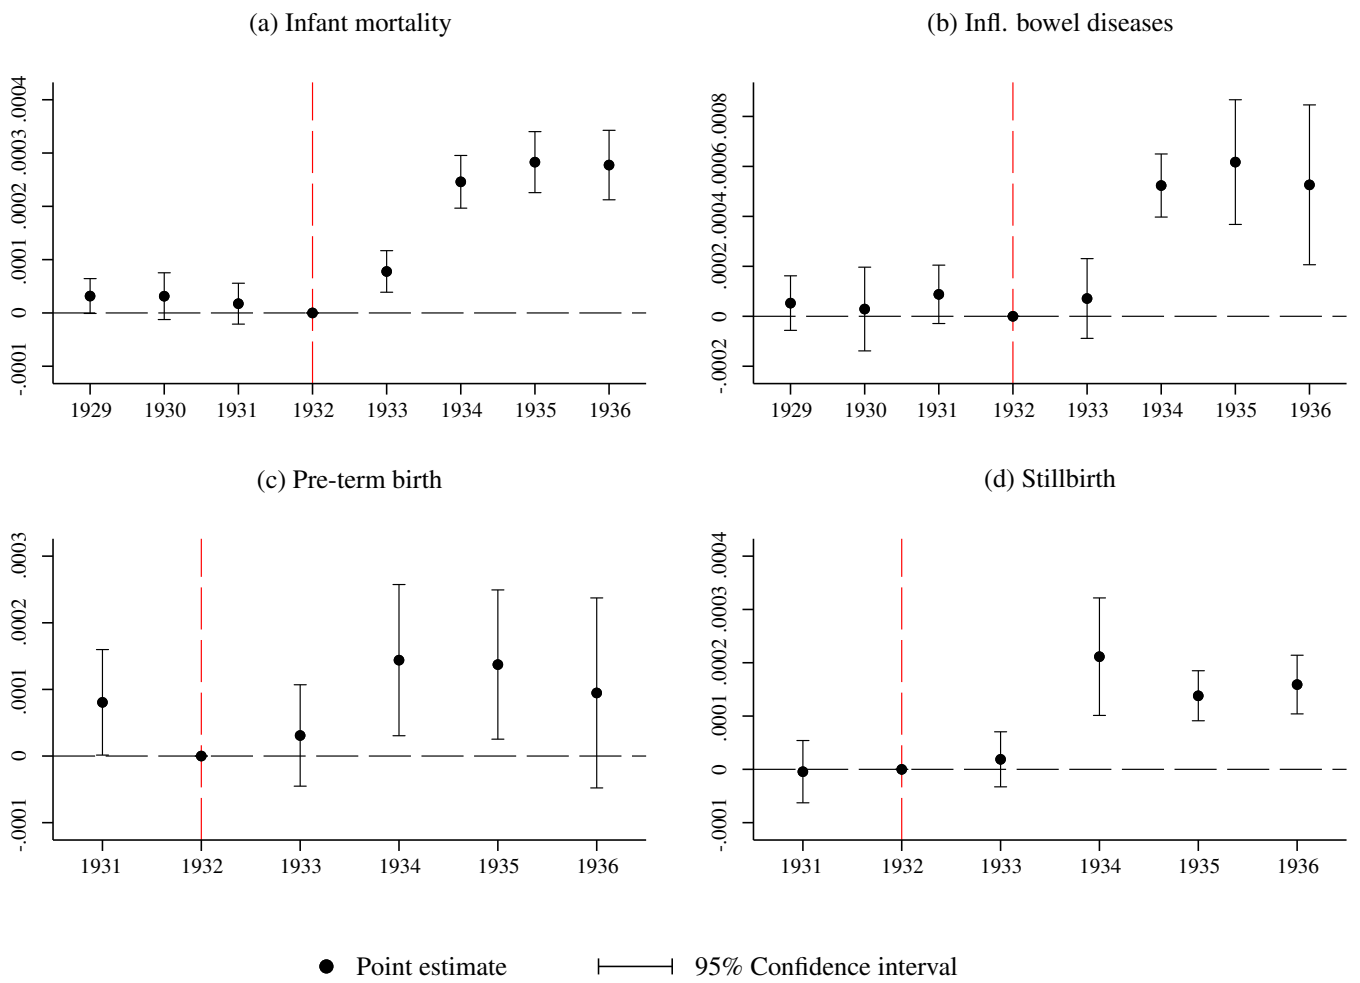 (a) Infant mortality
.0004
.0003
.0002
.0001
0
-.0001
1929 1930 1931 1932 1933 1934 1935 1936
(b) Infl. bowel diseases
.0008
.0006
.0004
.0002
0
-.0002
1929 1930 1931 1932 1933 1934 1935 1936
(c) Pre-term birth
.0003
.0002
.0001
0
-.0001
1931 1932 1933 1934 1935 1936
(d) Stillbirth
.0004
.0003
.0002
.0001
0
-.0001
1931 1932 1933 1934 1935 1936
Point estimate 95% Confidence interval